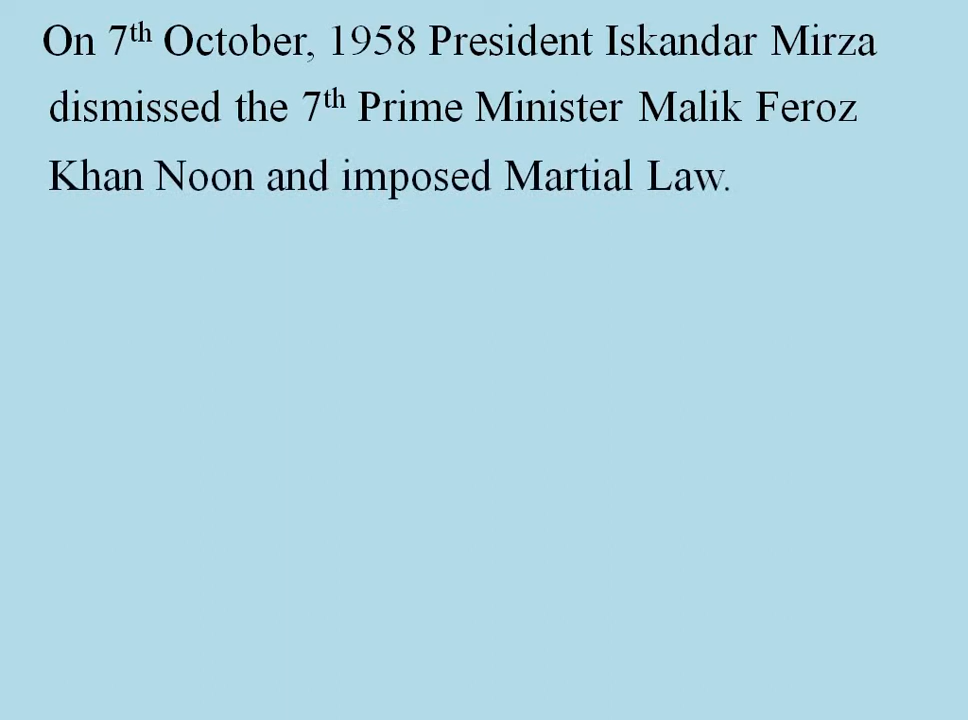 On 7th October, 1958 President Iskandar Mirza
dismissed the 7th Prime Minister Malik Feroz
Khan Noon and imposed Martial Law.